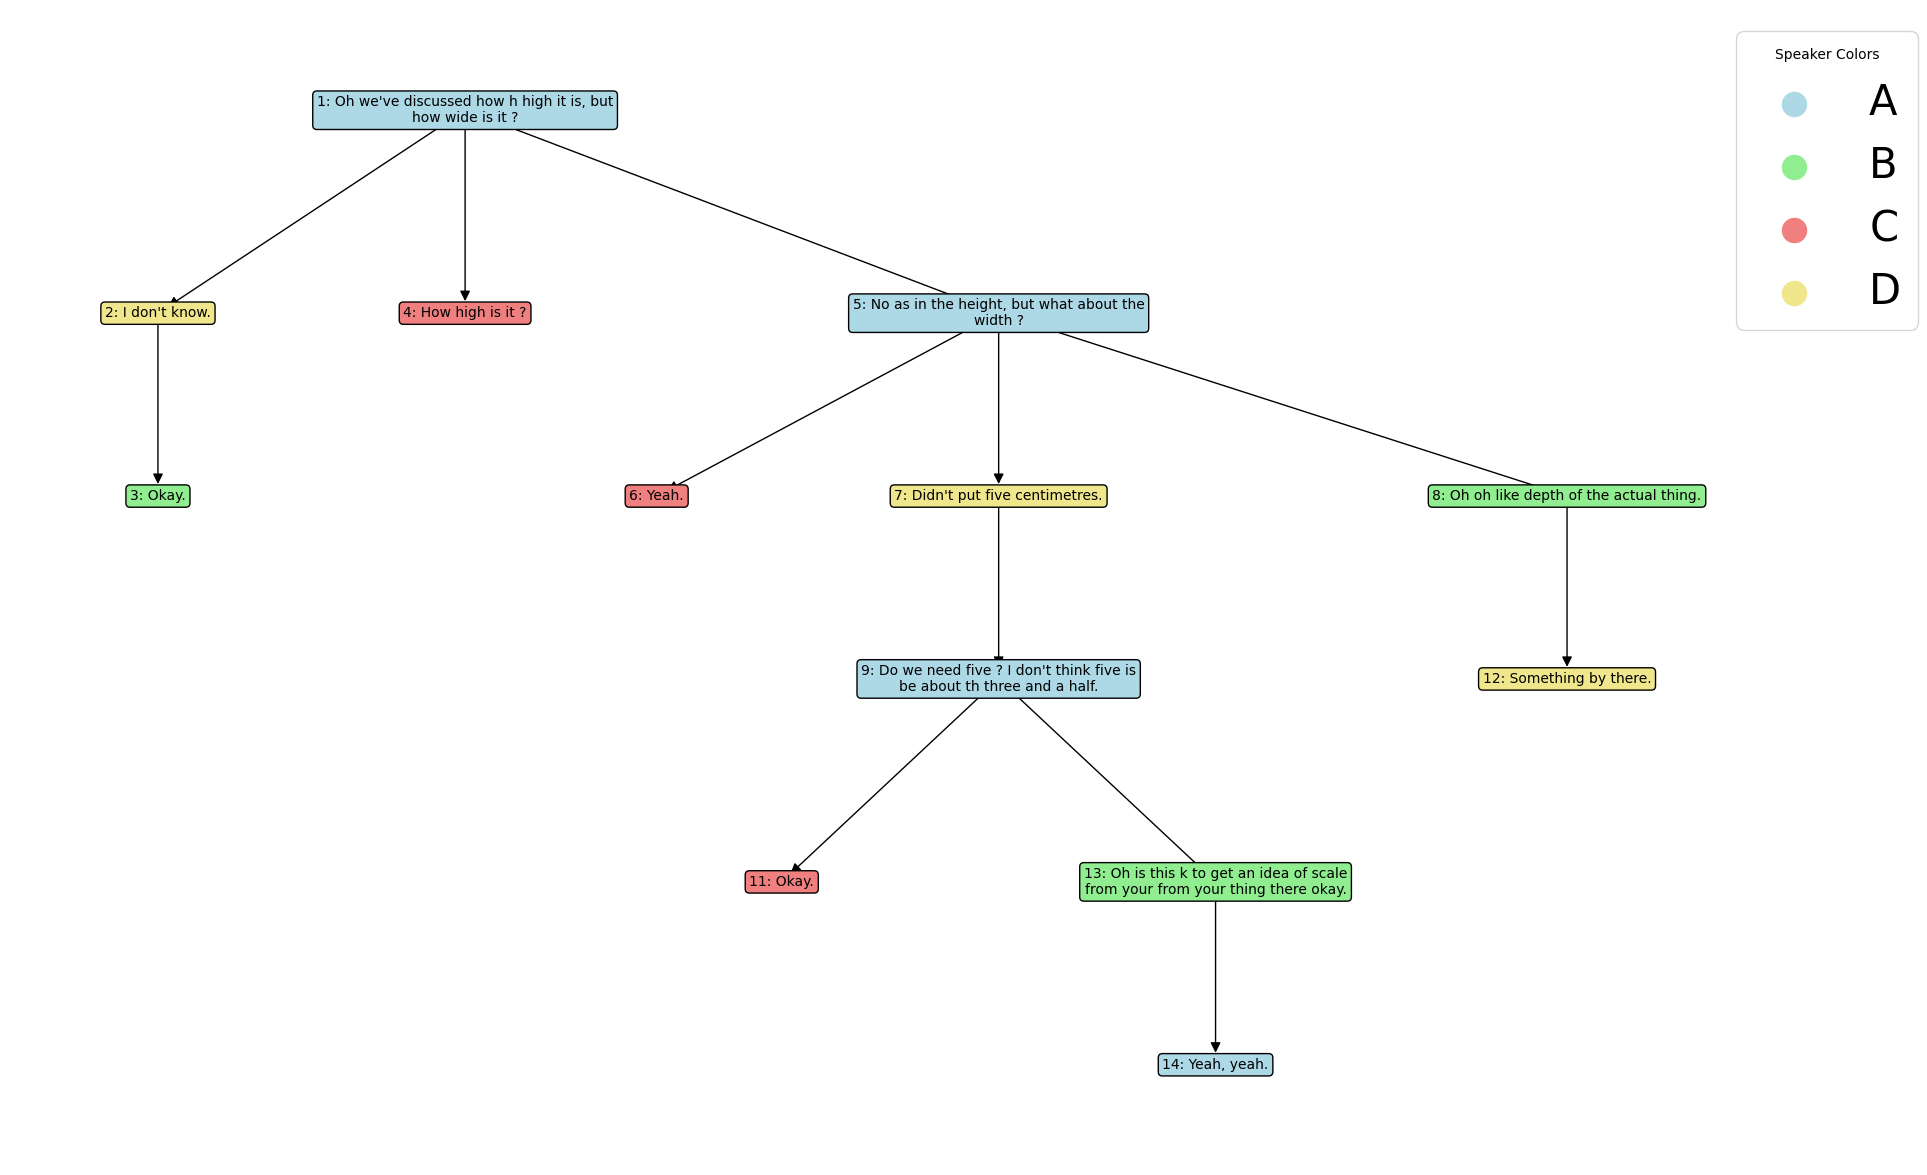 Speaker Colors
A
B
C
D
1: Oh we've discussed how h high it is, but
how wide is it ?
2: I don't know.
4: How high is it ?
5: No as in the height, but what about the
width ?
3: Okay.
6: Yeah.
7: Didn't put five centimetres.
8: Oh oh like depth of the actual thing.
9: Do we need five ? I don't think five is
be about th three and a half.
12: Something by there.
11: Okay.
13: Oh is this k to get an idea of scale
from your from your thing there okay.
14: Yeah, yeah.